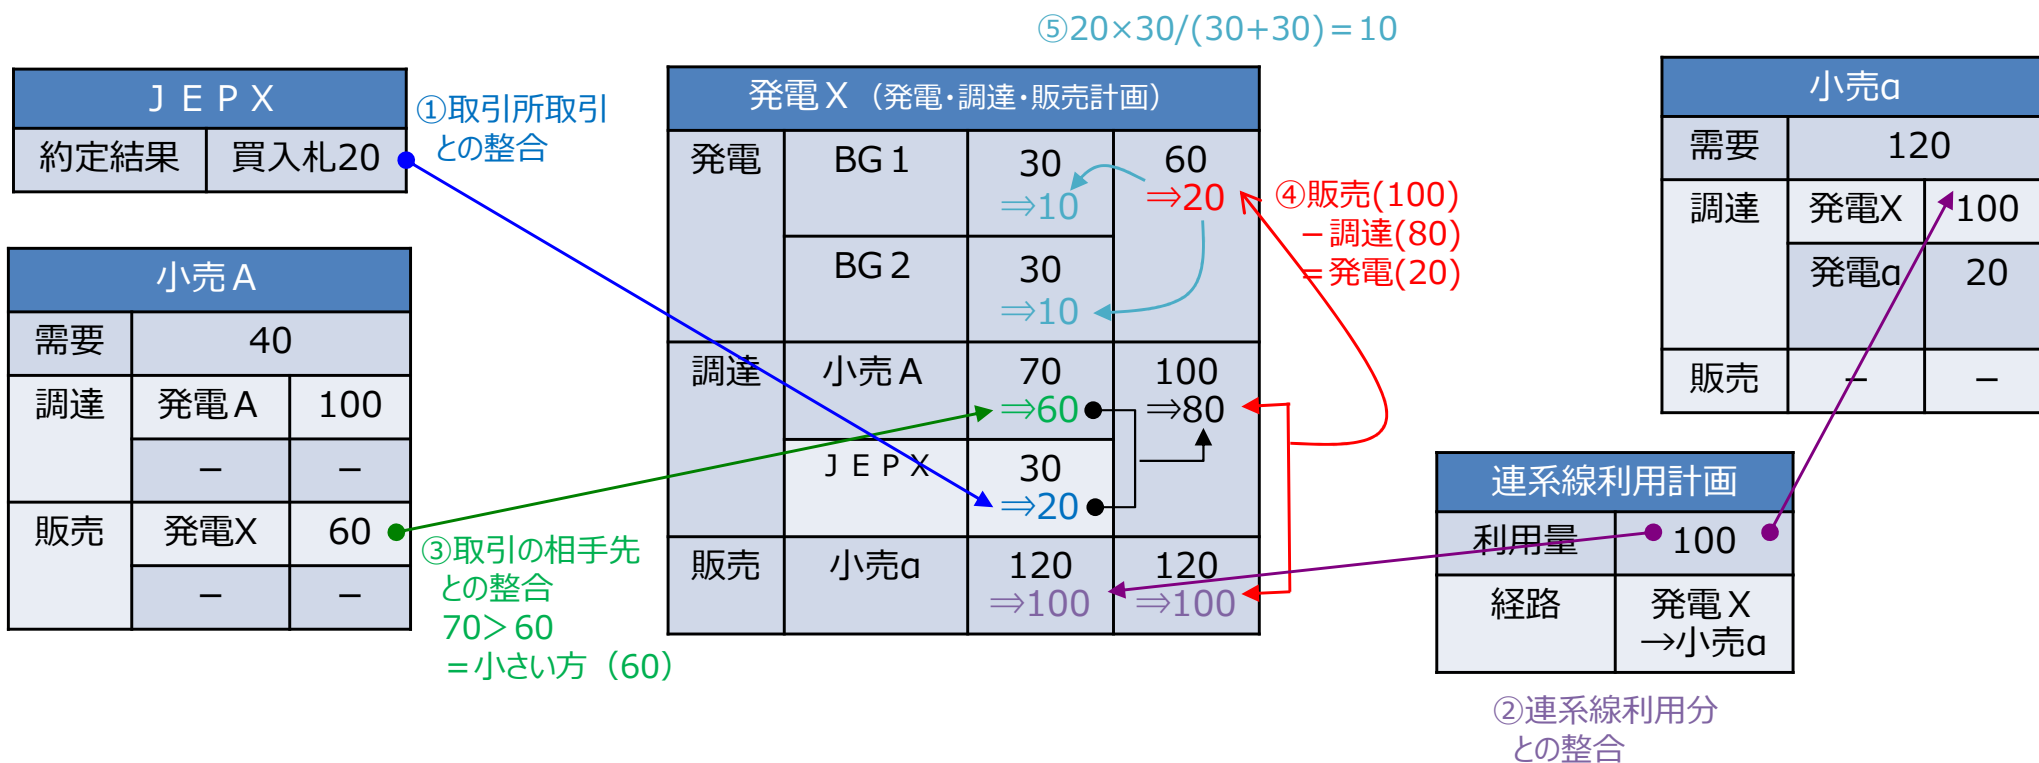 ⑤20×30/(30+30)=10
ＪＥＰＸ
約定結果 買入札20
①取引所取引
との整合
小売Ａ
需要 40
調達 発電Ａ 100
－ －
販売 発電X 60
－ －
③取引の相手先
との整合
70＞60
＝小さい方（60）
発電Ｘ（発電・調達・販売計画）
発電 BG１ 30 60
⇒10 ⇒20
BG２ 30
⇒10
調達 小売Ａ 70 100
⇒60 ⇒80
ＪＥＰＸ 30
⇒20
販売 小売α 120 120
⇒100 ⇒100
④販売(100)
－調達(80)
＝発電(20)
小売α
需要 120
調達 発電X 100
発電α 20
販売 － －
連系線利用計画
利用量 100
経路 発電Ｘ
→小売α
②連系線利用分
との整合